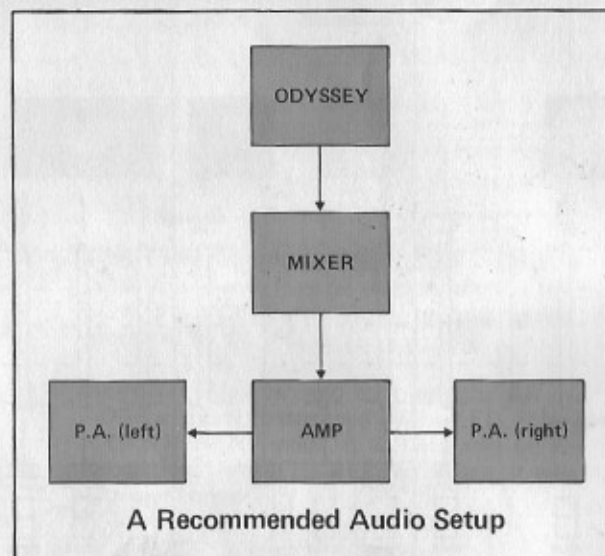 ODYSSEY
MIXER
P.A. (left)
AMP
P.A. (right)
A Recommended Audio Setup